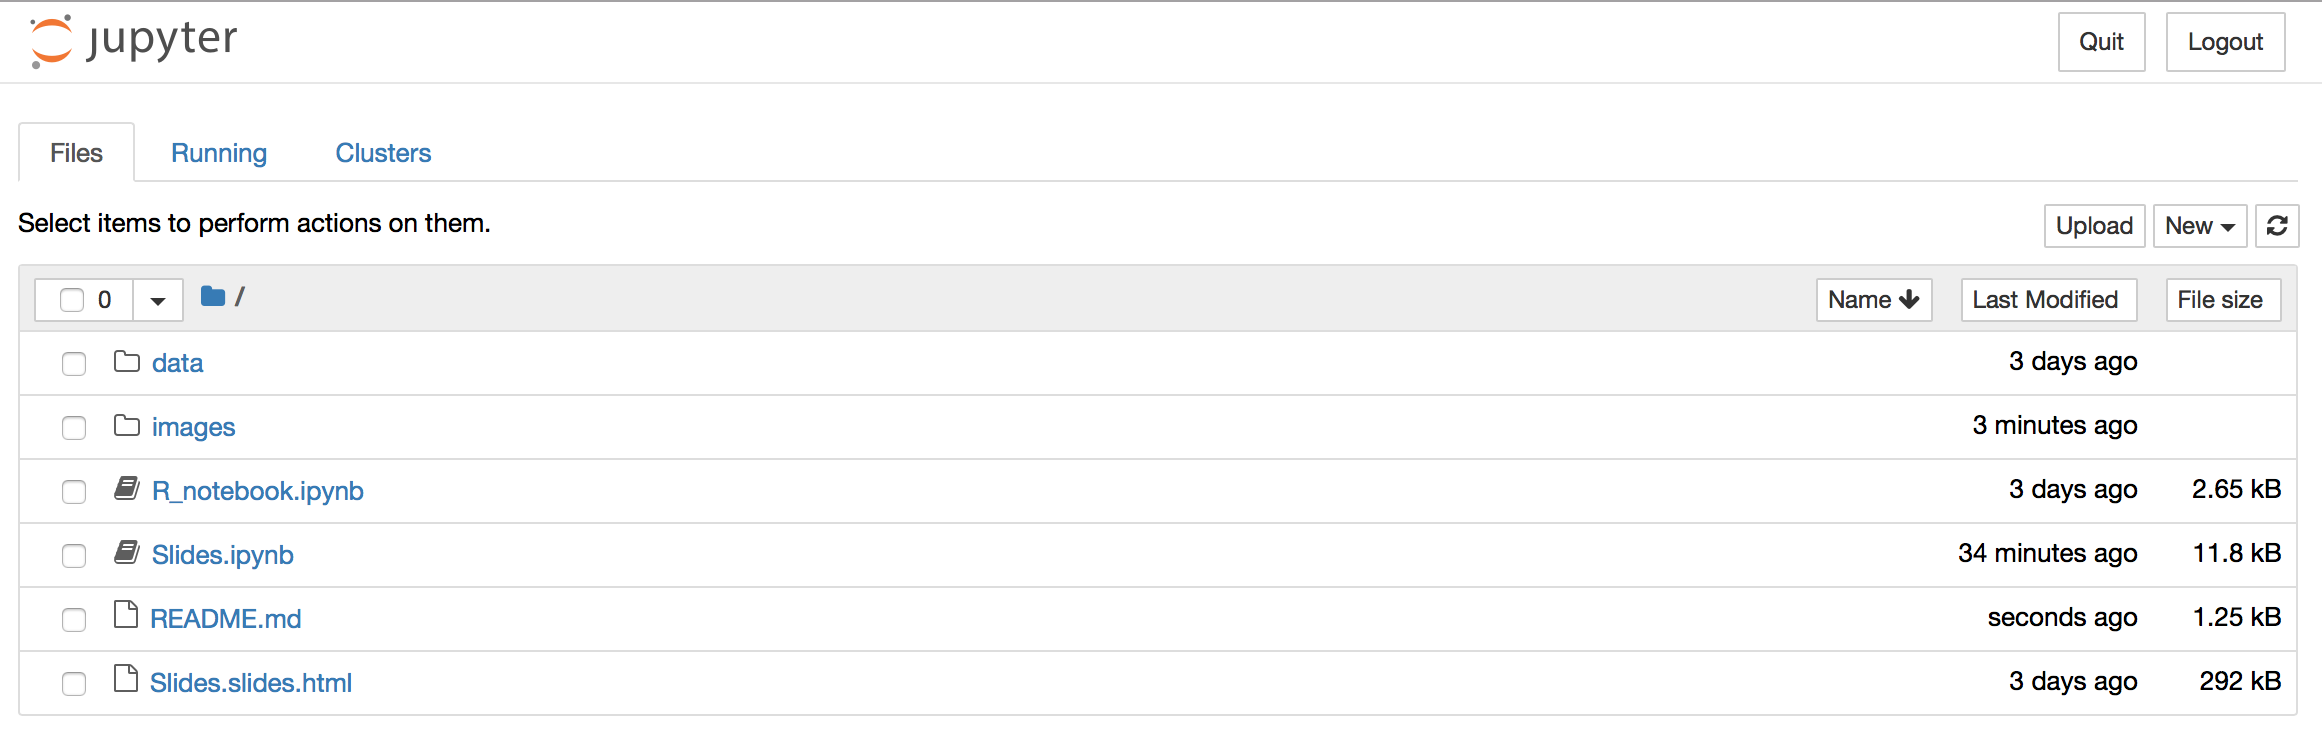 jupyter Quit Logout
Files Running Clusters
Select items to perform actions on them. Upload New
0 / Name Last Modified File size
data 3 days ago
images 3 minutes ago
R_notebook.ipynb 3 days ago 2.65 kB
Slides.ipynb 34 minutes ago 11.8 kB
README.md seconds ago 1.25 kB
Slides.slides.html 3 days ago 292 kB